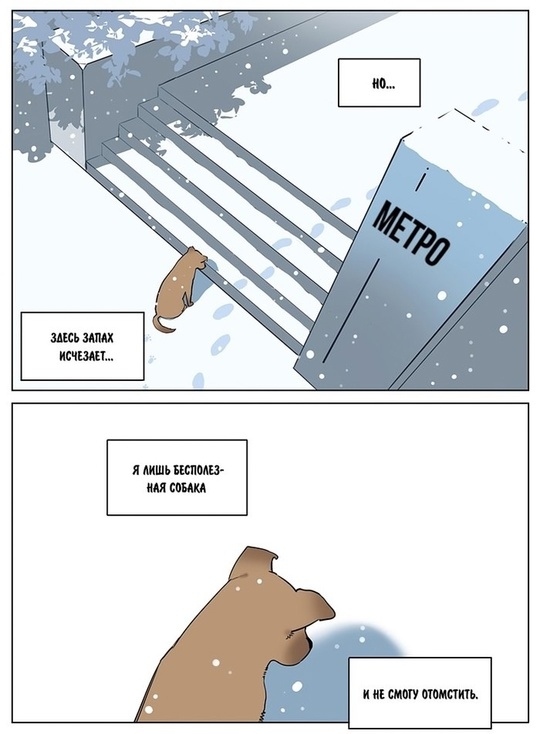 НО...
МЕТРО
ЗДЕСЬ ЗАПАХ
ИСЧЕЗАЕТ...
Я ЛИШЬ БЕСПОЛЕЗ-
НАЯ СОБАКА
И НЕ СМОГУ ОТОМСТИТЬ.